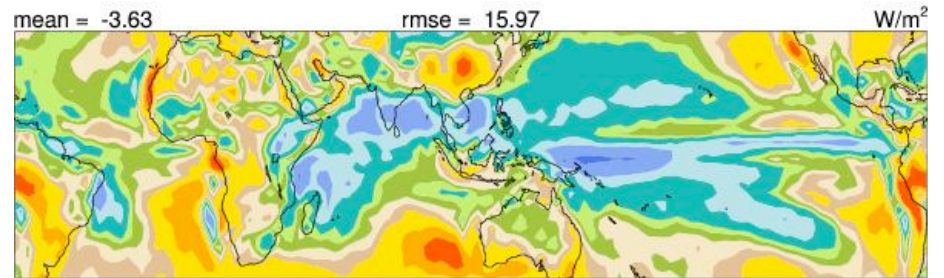 mean = -3.63 rmse = 15.97 W/m²